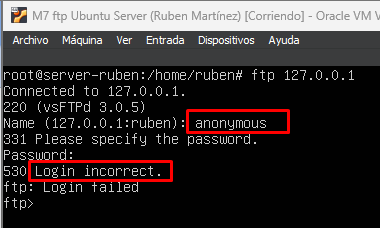 M7 ftp Ubuntu Server (Ruben Martínez) [Corriendo] - Oracle VM V
Archivo Máquina Ver Entrada Dispositivos Ayuda
root@server-ruben:/home/ruben# ftp 127.0.0.1
Connected to 127.0.0.1.
220 (vsFTPd 3.0.5)
Name (127.0.0.1:ruben): anonymous
331 Please specify the password.
Password:
530 Login incorrect.
ftp: Login failed
ftp>